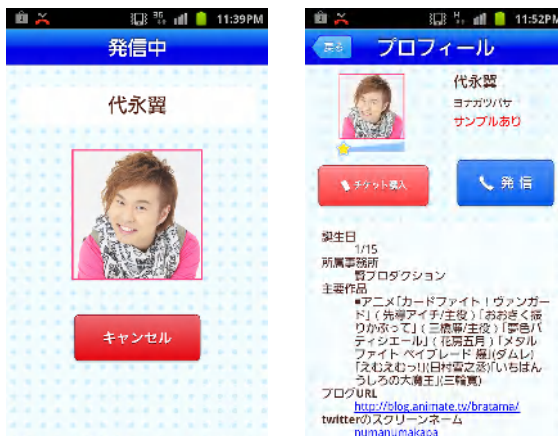 11:39PM
発信中
代永翼
キャンセル
11:52PM
戻る
プロフィール
代永翼
ヨナガツバサ
サンプルあり
チケット購入
発信
誕生日
1/15
所属事務所
賢プロダクション
主要作品
■アニメ「カードファイト!ヴァンガー
ド」(先導アイチ/主役)「おおきく振
りかぶって」(三橋廉/主役)「夢色パ
ティシエール」(花房五月)「メタル
ファイト ベイブレード 爆」(ダムレ)
「えむえむっ!」(日村雪之丞)「いちばん
うしろの大魔王」(三輪寛)
ブログURL
http://blog.animate.tv/bratama/
twitterのスクリーンネーム
numanumakapa